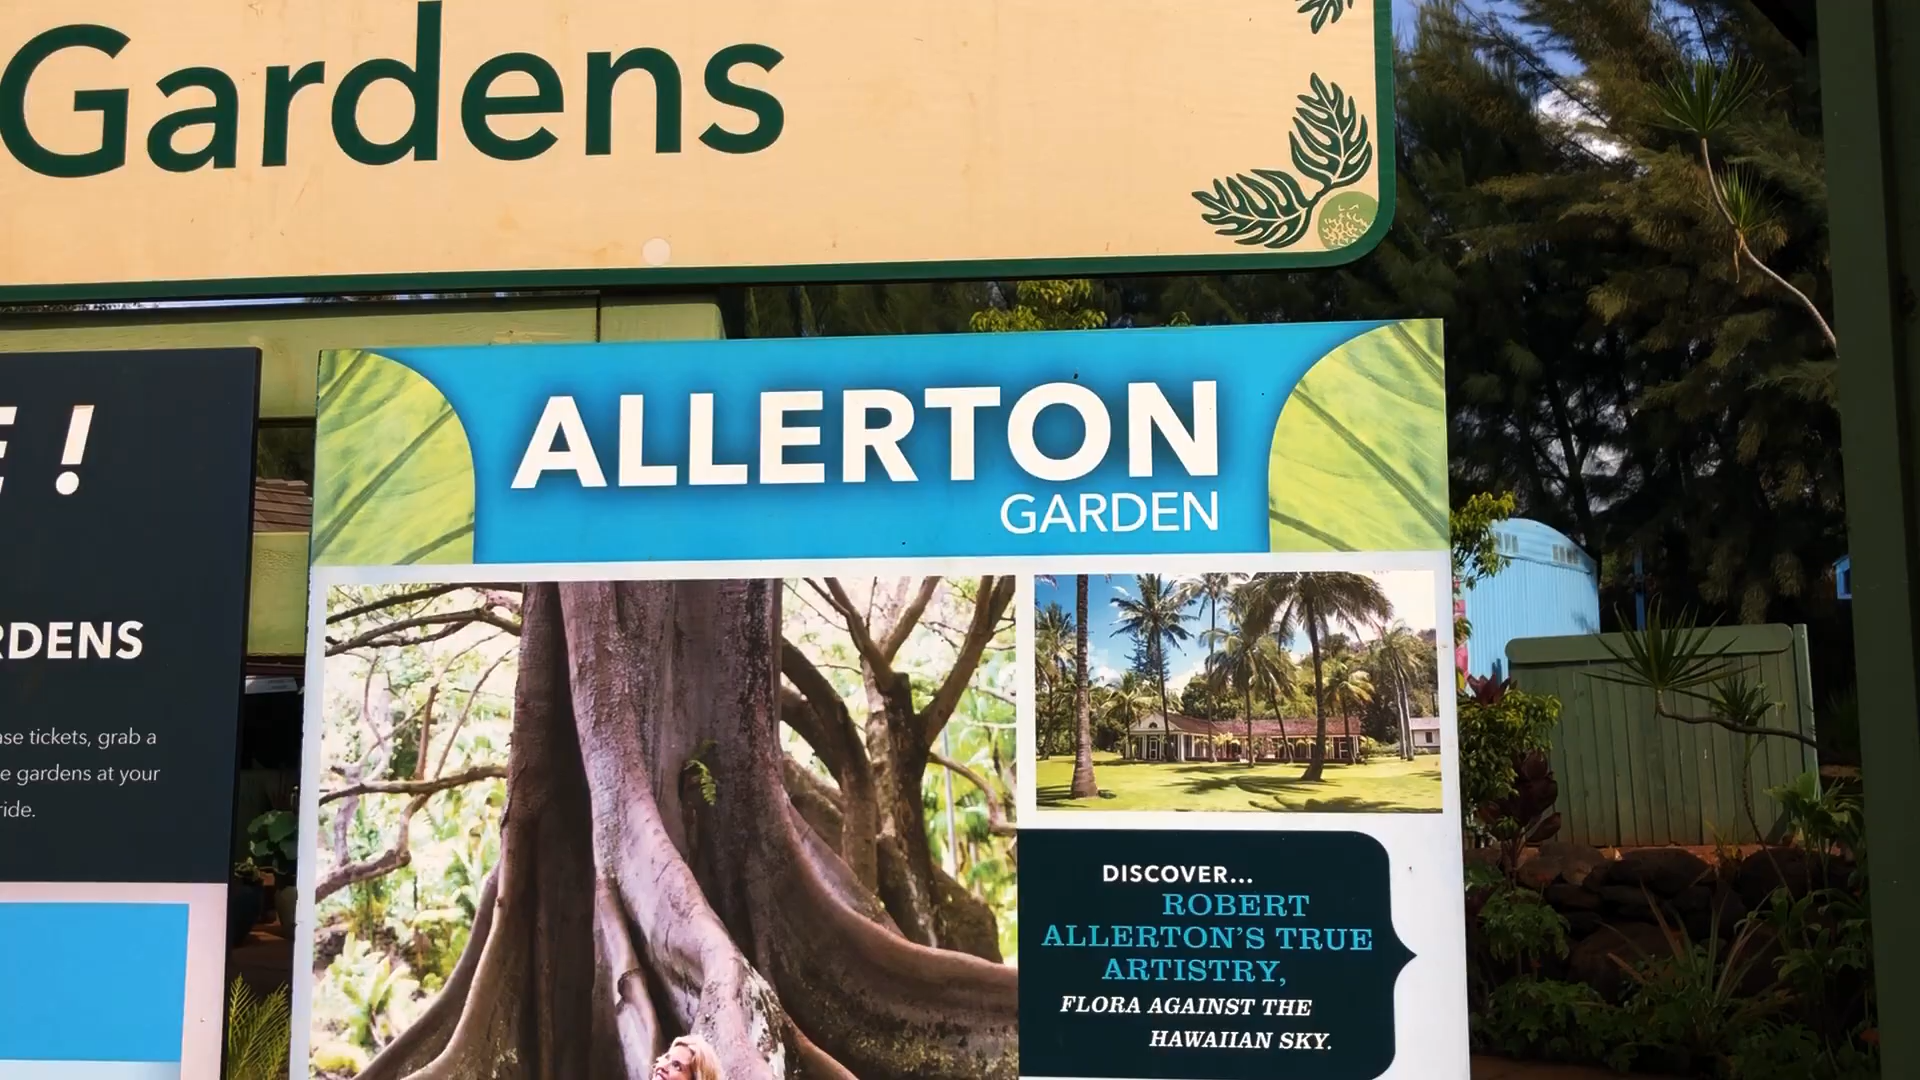 Gardens
!
RDENS
se tickets, grab a
e gardens at your
ride.
ALLERTON
GARDEN
DISCOVER...
ROBERT
ALLERTON'S TRUE
ARTISTRY,
FLORA AGAINST THE
HAWAIIAN SKY.